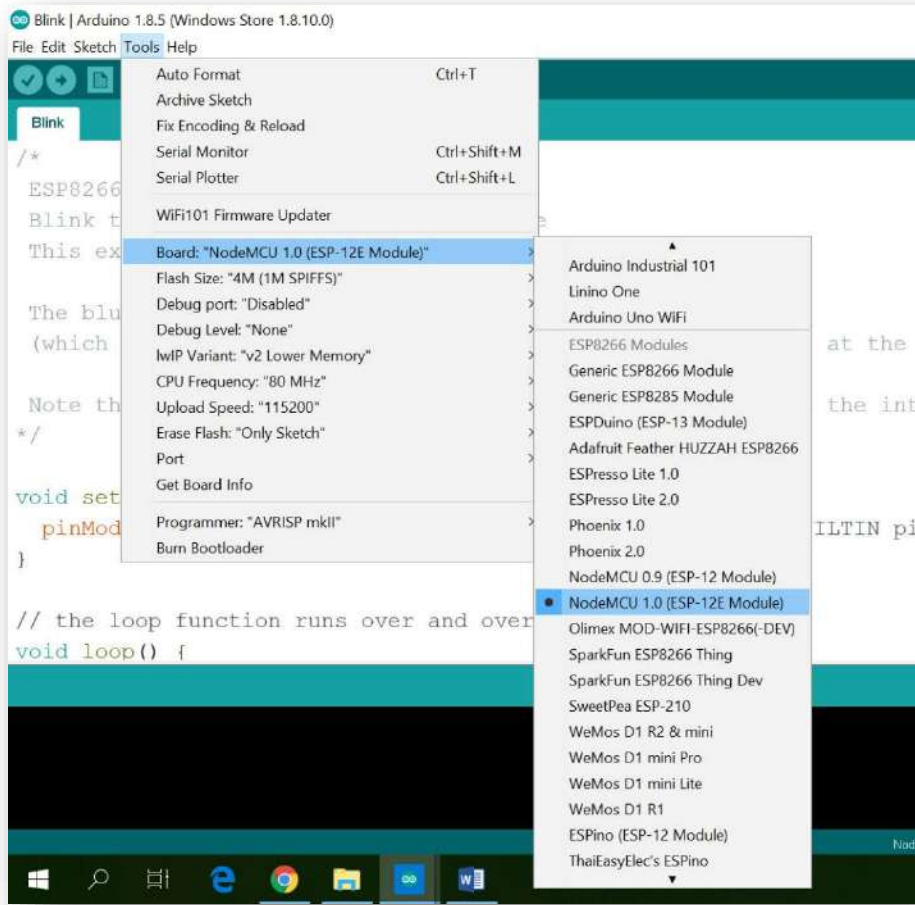 Blink | Arduino 1.8.5 (Windows Store 1.8.10.0)
File Edit Sketch Tools Help
Blink
/*
ESP8266
Blink t
This ex
The blu
(which
at the
Note th
the int
*/
void set
pinMod
ILTIN pi
}
// the loop function runs over and over
void loop() {
Auto Format Ctrl+T
Archive Sketch
Fix Encoding & Reload
Serial Monitor Ctrl+Shift+M
Serial Plotter Ctrl+Shift+L
WiFi101 Firmware Updater
Board: "NodeMCU 1.0 (ESP-12E Module)"
Flash Size: "4M (1M SPIFFS)"
Debug port: "Disabled"
Debug Level: "None"
lwIP Variant: "v2 Lower Memory"
CPU Frequency: "80 MHz"
Upload Speed: "115200"
Erase Flash: "Only Sketch"
Port
Get Board Info
Programmer: "AVRISP mkII"
Burn Bootloader
Arduino Industrial 101
Linino One
Arduino Uno WiFi
ESP8266 Modules
Generic ESP8266 Module
Generic ESP8285 Module
ESPDuino (ESP-13 Module)
Adafruit Feather HUZZAH ESP8266
ESPresso Lite 1.0
ESPresso Lite 2.0
Phoenix 1.0
Phoenix 2.0
NodeMCU 0.9 (ESP-12 Module)
NodeMCU 1.0 (ESP-12E Module)
Olimex MOD-WIFI-ESP8266(-DEV)
SparkFun ESP8266 Thing
SparkFun ESP8266 Thing Dev
SweetPea ESP-210
WeMos D1 R2 & mini
WeMos D1 mini Pro
WeMos D1 mini Lite
WeMos D1 R1
ESPino (ESP-12 Module)
ThaiEasyElec's ESPino
Nod